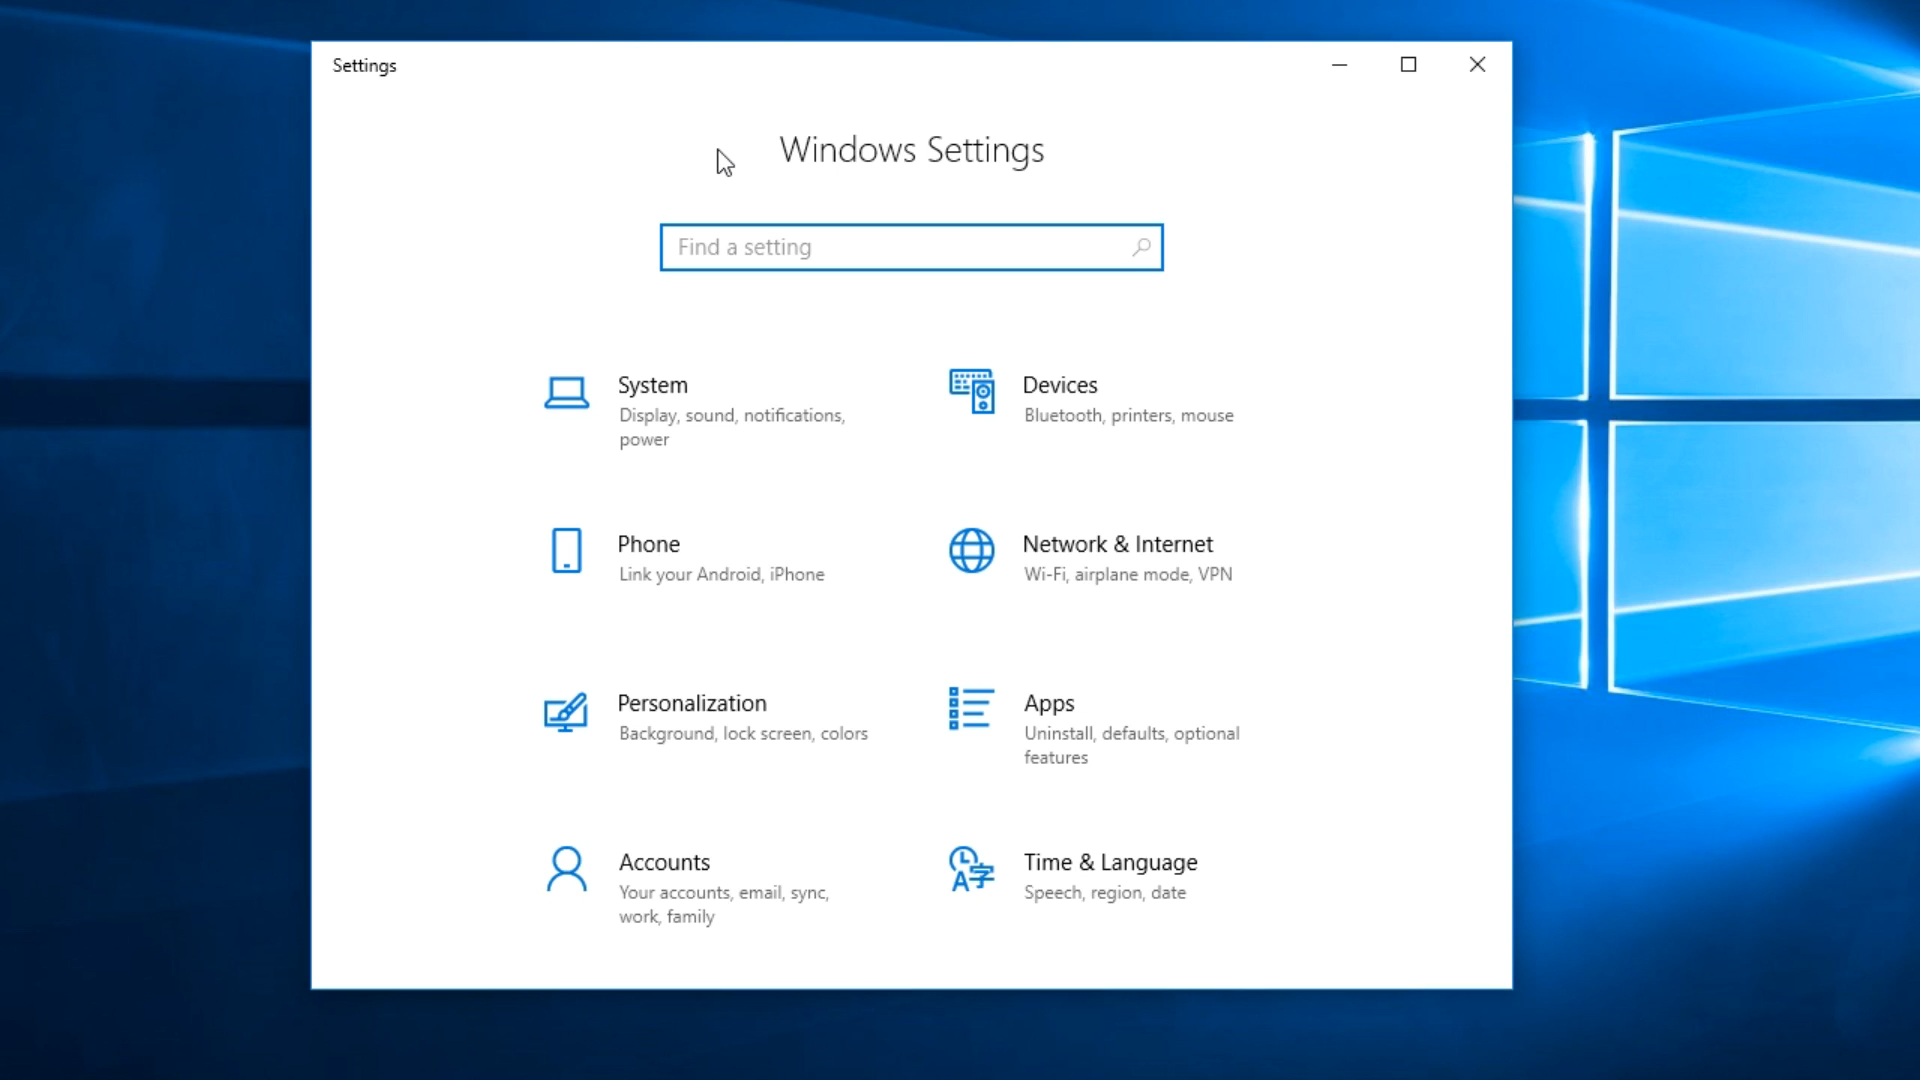 Settings
Windows Settings
Find a setting
System
Display, sound, notifications,
power
Devices
Bluetooth, printers, mouse
Phone
Link your Android, iPhone
Network & Internet
Wi-Fi, airplane mode, VPN
Personalization
Background, lock screen, colors
Apps
Uninstall, defaults, optional
features
Accounts
Your accounts, email, sync,
work, family
Time & Language
Speech, region, date